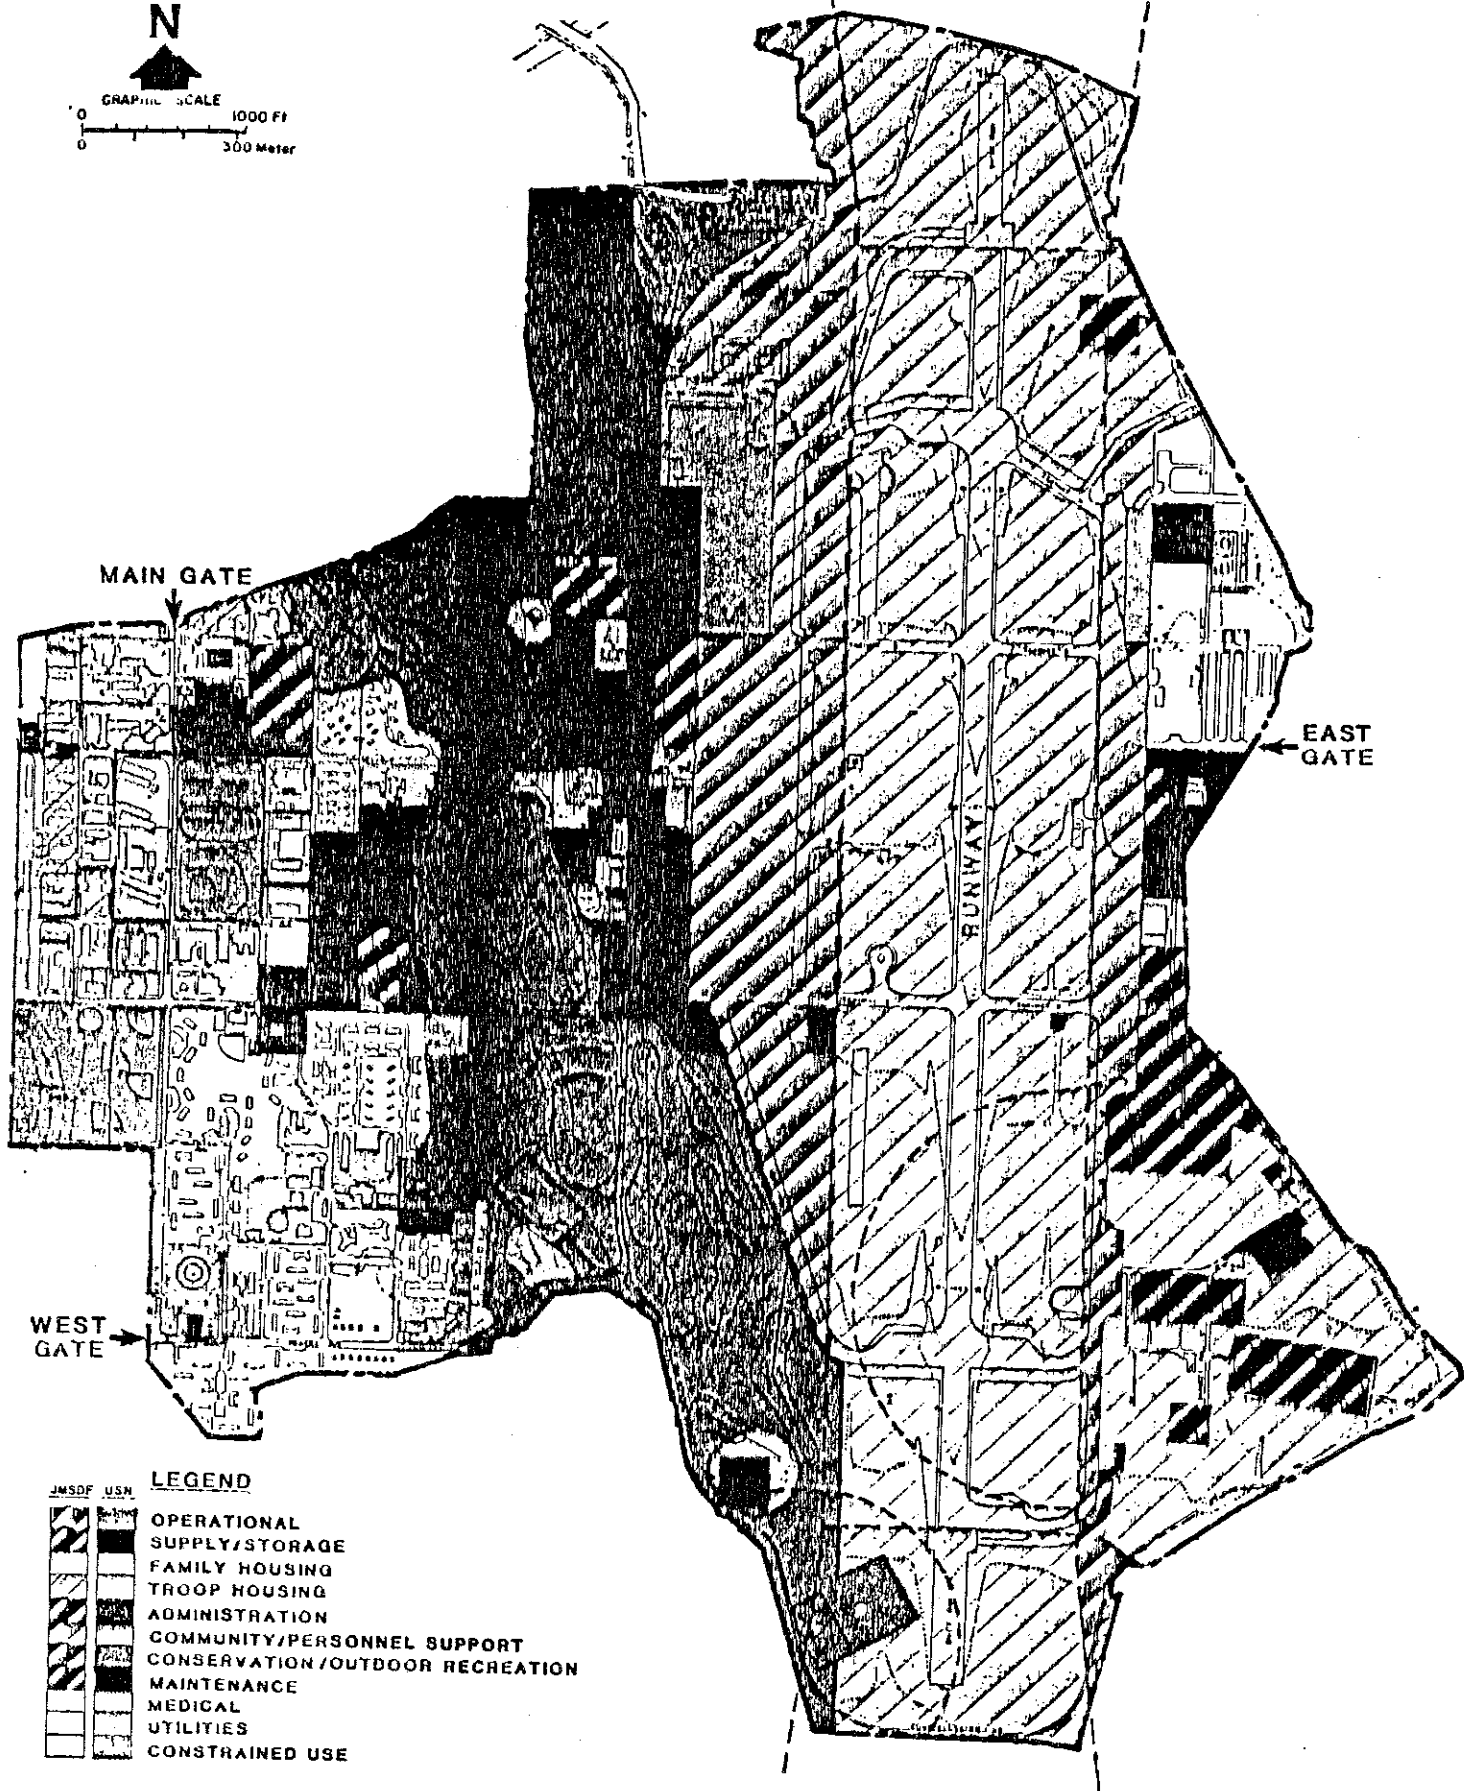 N
GRAPHIC SCALE
0 1000 Ft
0 300 Meter
MAIN GATE
EAST
GATE
RUNWAY
WEST
GATE
LEGEND
JMSDF USN
OPERATIONAL
SUPPLY/STORAGE
FAMILY HOUSING
TROOP HOUSING
ADMINISTRATION
COMMUNITY/PERSONNEL SUPPORT
CONSERVATION/OUTDOOR RECREATION
MAINTENANCE
MEDICAL
UTILITIES
CONSTRAINED USE